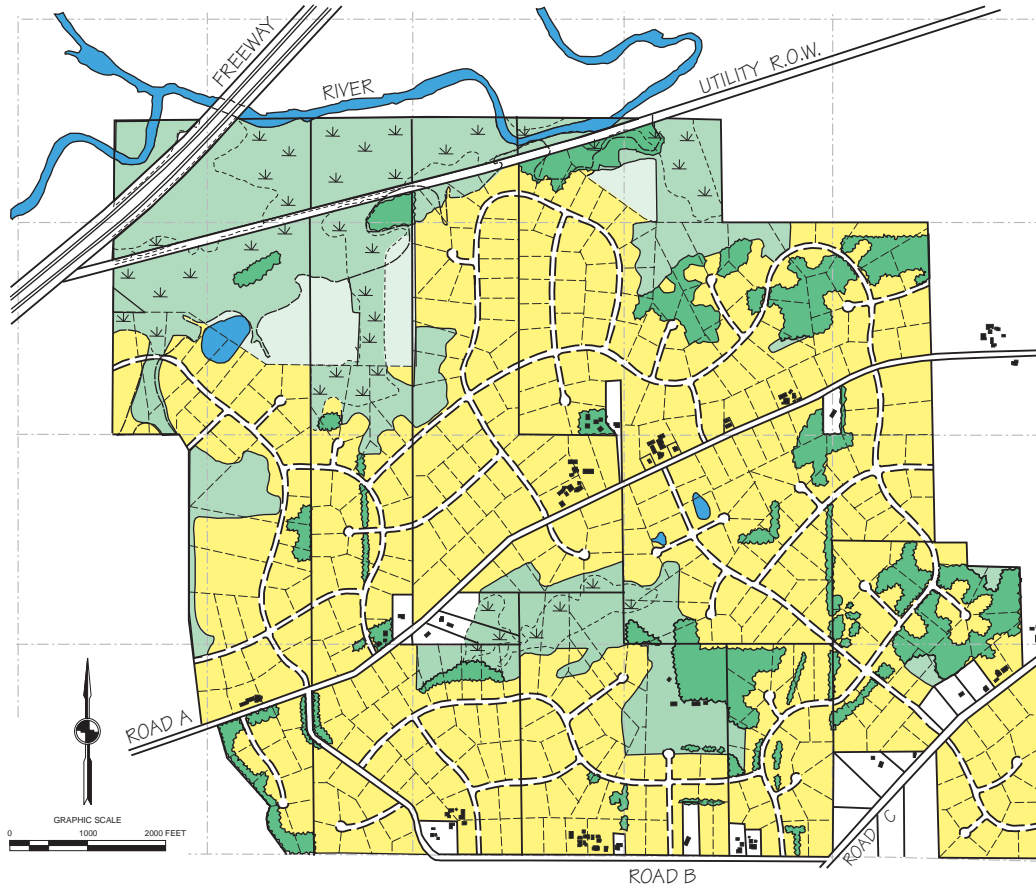 FREEWAY
RIVER
UTILITY R.O.W.
ROAD A
GRAPHIC SCALE
0 1000 2000 FEET
ROAD C
ROAD B